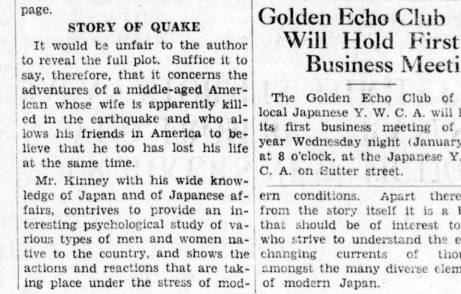 page.
STORY OF QUAKE
It would be unfair to the author
to reveal the full plot. Suffice it to
say, therefore, that it concerns the
adventures of a middle-aged Amer-
ican whose wife is apparently kill-
ed in the earthquake and who al-
lows his friends in America to be-
lieve that he too has lost his life
at the same time.
Mr. Kinney with his wide know-
ledge of Japan and of Japanese af-
fairs, contrives to provide an in-
teresting psychological study of va-
rious types of men and women na-
tive to the country, and shows the
actions and reactions that are tak-
ing place under the stress of mod-
ern conditions. Apart
from the story itself it is a
that should be of interest to
who strive to understand the
changing currents of
amongst the many diverse
of modern Japan.
Golden Echo Club
Will Hold First
Business
The Golden Echo Club of
local Japanese Y. W. C. A. will
its first business meeting of
year Wednesday night (January
at 8 o'clock, at the Japanese Y.
C. A. on Sutter street.